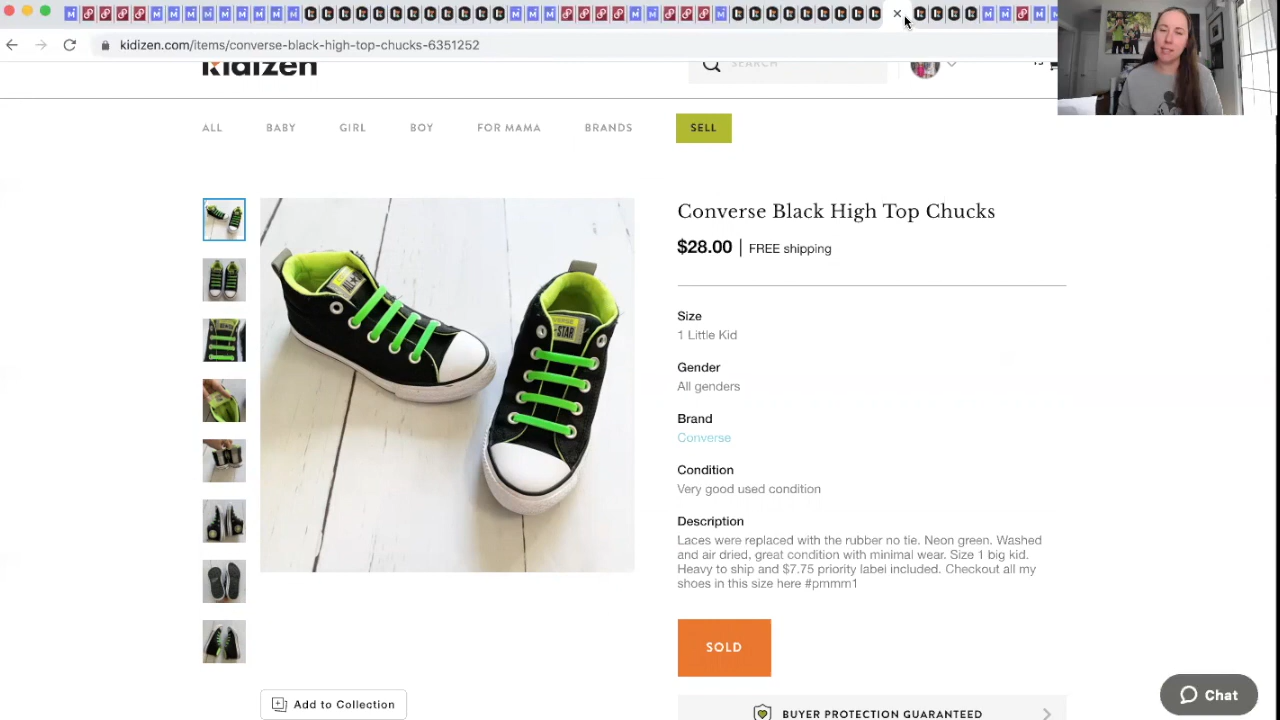 kidizen.com/items/converse-black-high-top-chucks-6351252
kidizen
SEARCH
ALL
BABY
GIRL
BOY
FOR MAMA
BRANDS
SELL
Converse Black High Top Chucks
$28.00 | FREE shipping
Size
1 Little Kid
Gender
All genders
Brand
Converse
Condition
Very good used condition
Description
Laces were replaced with the rubber no tie. Neon green. Washed
and air dried, great condition with minimal wear. Size 1 big kid.
Heavy to ship and $7.75 priority label included. Checkout all my
shoes in this size here #pmmm1
SOLD
Add to Collection
BUYER PROTECTION GUARANTEED
Chat